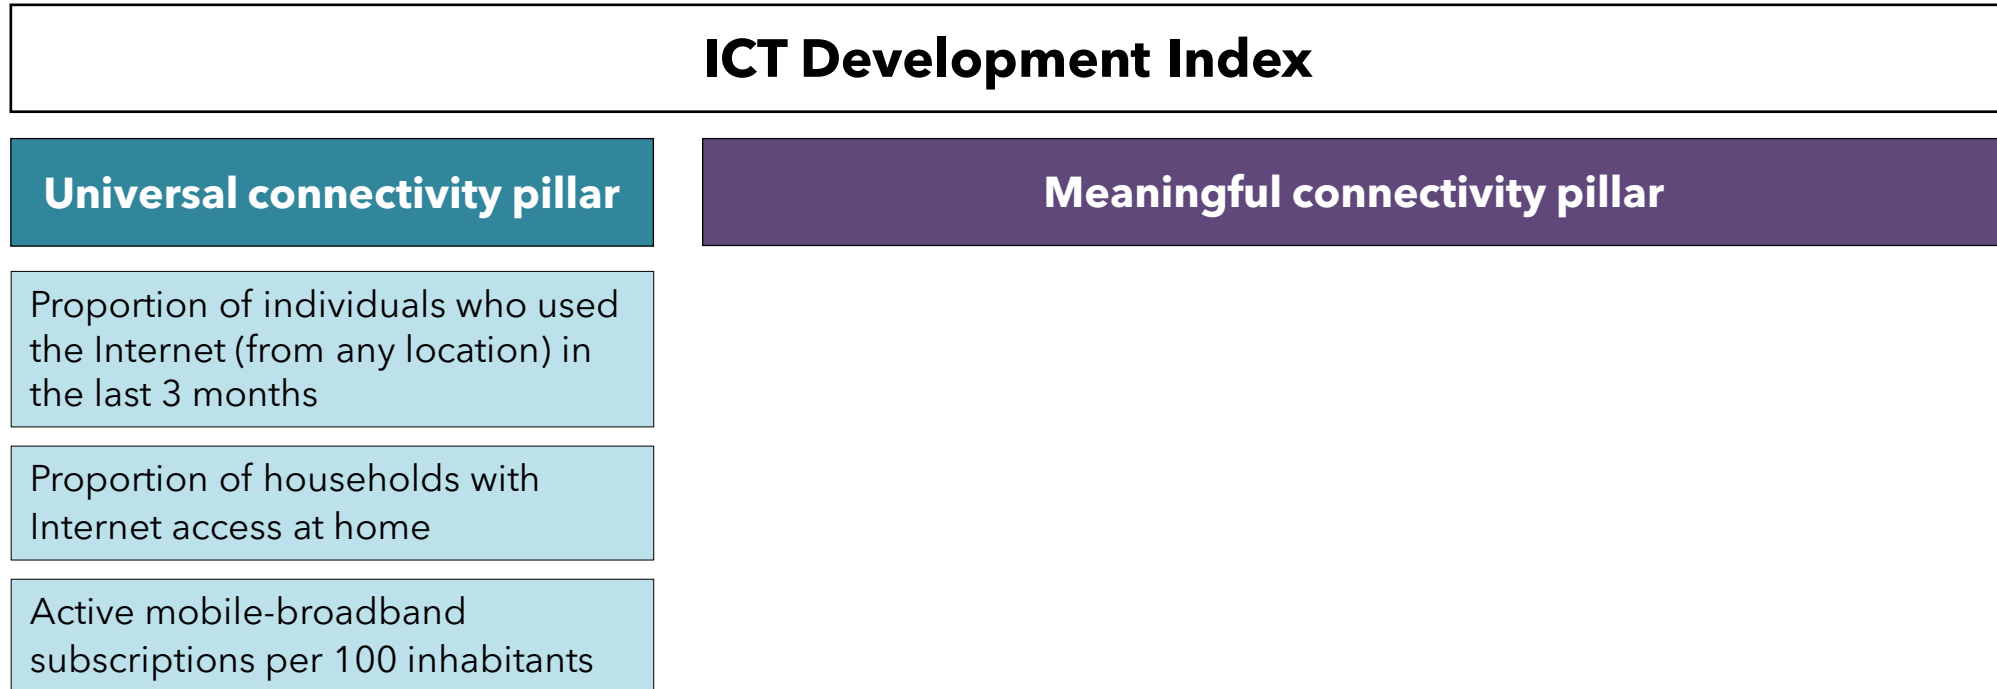 ICT Development Index
Universal connectivity pillar
Meaningful connectivity pillar
Proportion of individuals who used
the Internet (from any location) in
the last 3 months
Proportion of households with
Internet access at home
Active mobile-broadband
subscriptions per 100 inhabitants